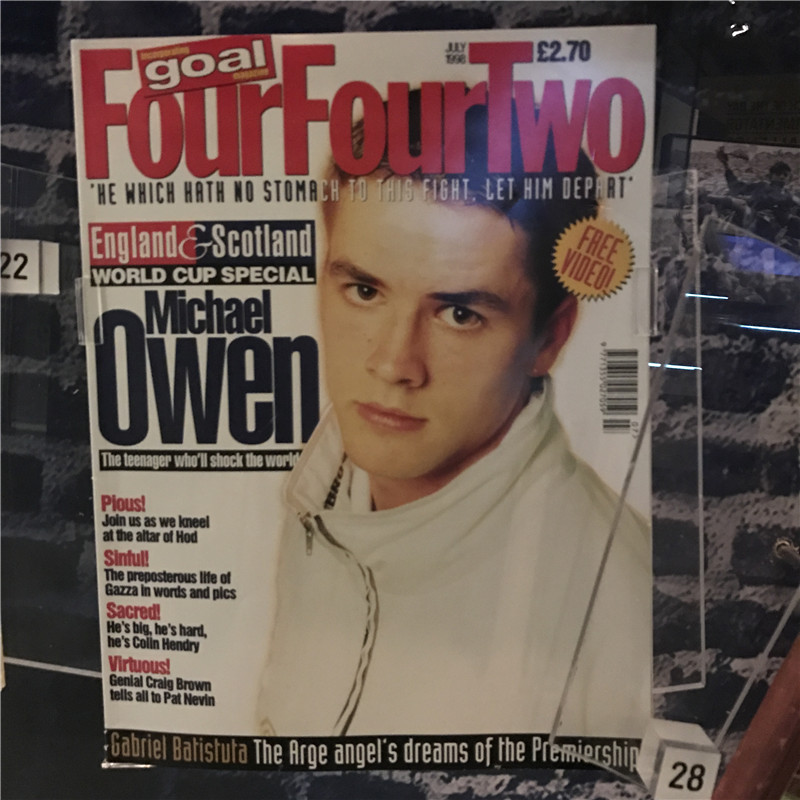 incorporating
goal
magazine
JULY
1998
£2.70
FourFourTwo
'HE WHICH HATH NO STOMACH TO THIS FIGHT, LET HIM DEPART'
England & Scotland
WORLD CUP SPECIAL
FREE
VIDEO!
Michael
Owen
The teenager who'll shock the world
Pious!
Join us as we kneel
at the altar of Hod
Sinful!
The preposterous life of
Gazza in words and pics
Sacred!
He's big, he's hard,
he's Colin Hendry
Virtuous!
Genial Craig Brown
tells all to Pat Nevin
Gabriel Batistuta The Arge angel's dreams of the Premiership
22
28
07